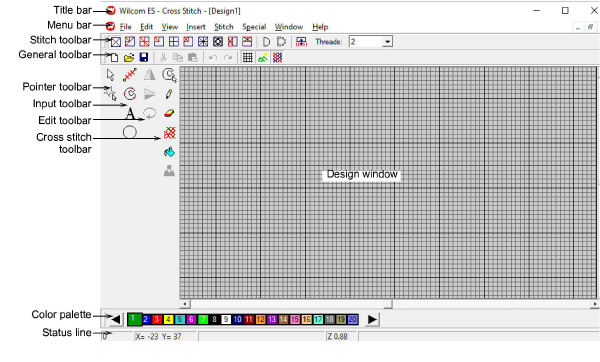 Title bar
Wilcom ES - Cross Stitch - [Design1]
Menu bar
File Edit View Insert Stitch Special Window Help
Stitch toolbar
Threads: 2
General toolbar
Pointer toolbar
Input toolbar
A
Edit toolbar
Cross stitch
toolbar
Design window
Color palette
1 2 3 4 5 6 7 8 9 10 11 12 13 14 15 16 17 18 19 20
Status line
0 X= -23 Y= 37 Z 0.88